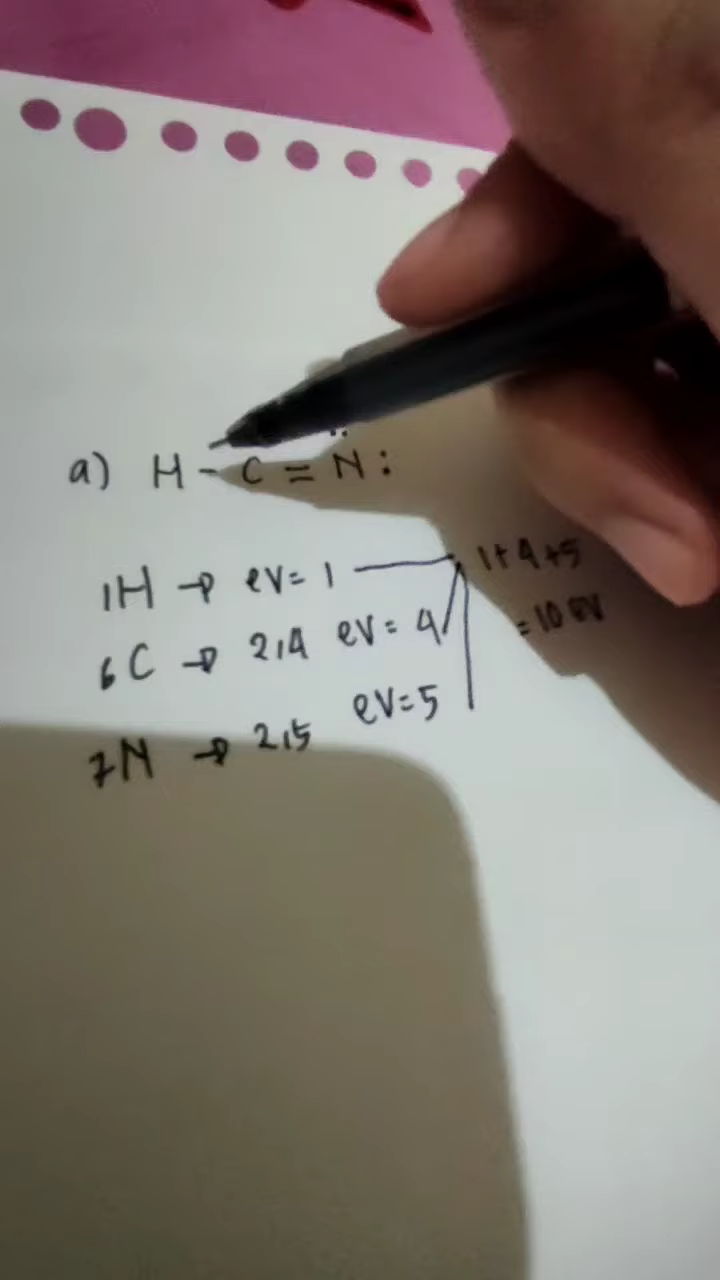 a) H - C = N̈ :
1H → ev= 1 1+4+5
6C → 2,4 ev= 4 = 10 eV
7N → 2,5 ev=5